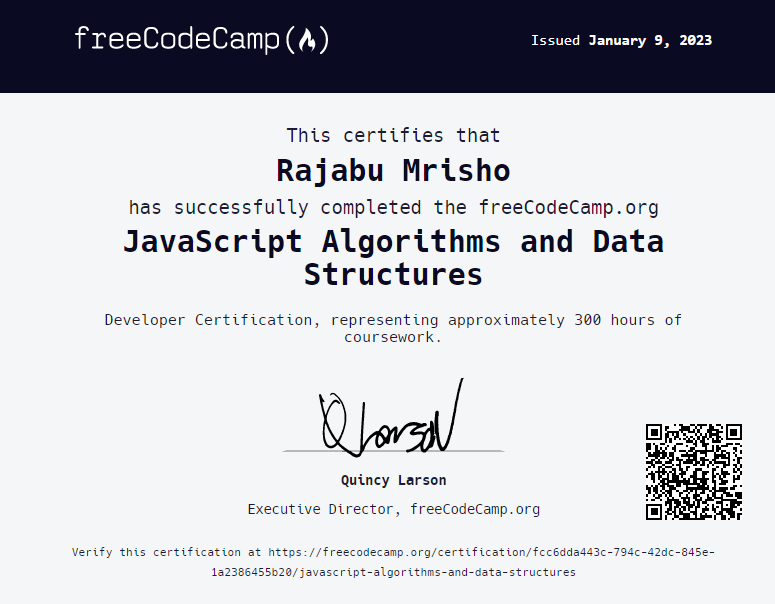 freeCodeCamp
Issued January 9, 2023
This certifies that
Rajabu Mrisho
has successfully completed the freeCodeCamp.org
JavaScript Algorithms and Data
Structures
Developer Certification, representing approximately 300 hours of
coursework.
Q Larson
Quincy Larson
Executive Director, freeCodeCamp.org
Verify this certification at https://freecodecamp.org/certification/fcc6dda443c-794c-42dc-845e-
1a2386455b20/javascript-algorithms-and-data-structures